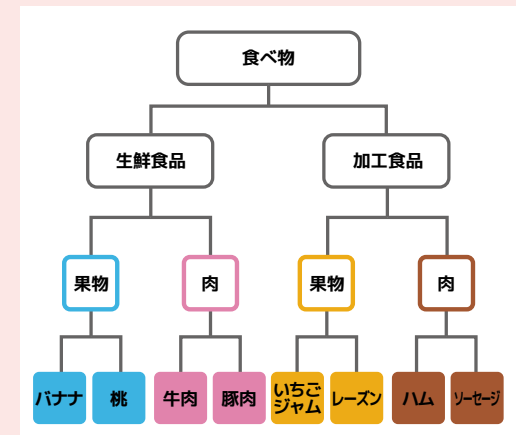 食べ物
生鮮食品
加工食品
果物
肉
果物
肉
バナナ
桃
牛肉
豚肉
いちご
ジャム
レーズン
ハム
ソーセージ